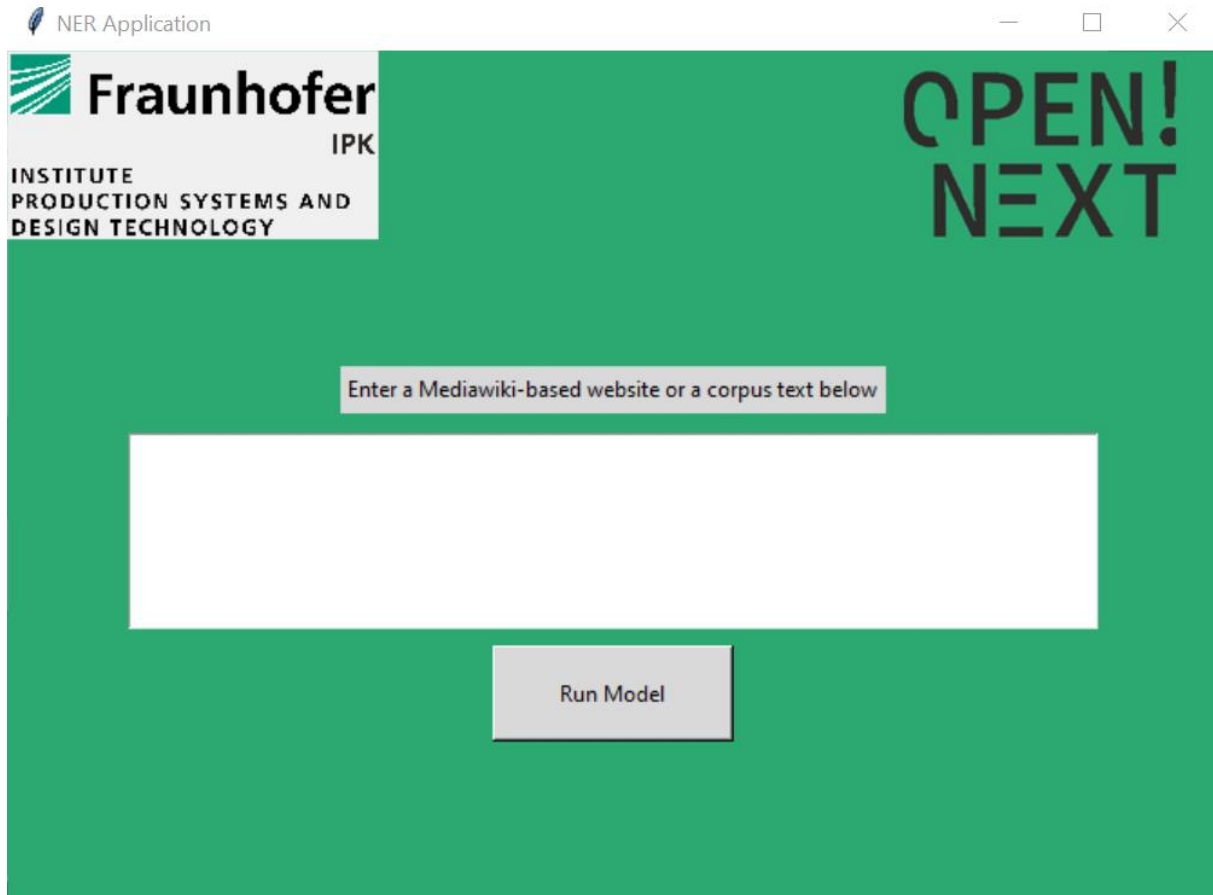 NER Application
Fraunhofer
IPK
INSTITUTE
PRODUCTION SYSTEMS AND
DESIGN TECHNOLOGY
OPEN!
NEXT
Enter a Mediawiki-based website or a corpus text below
Run Model